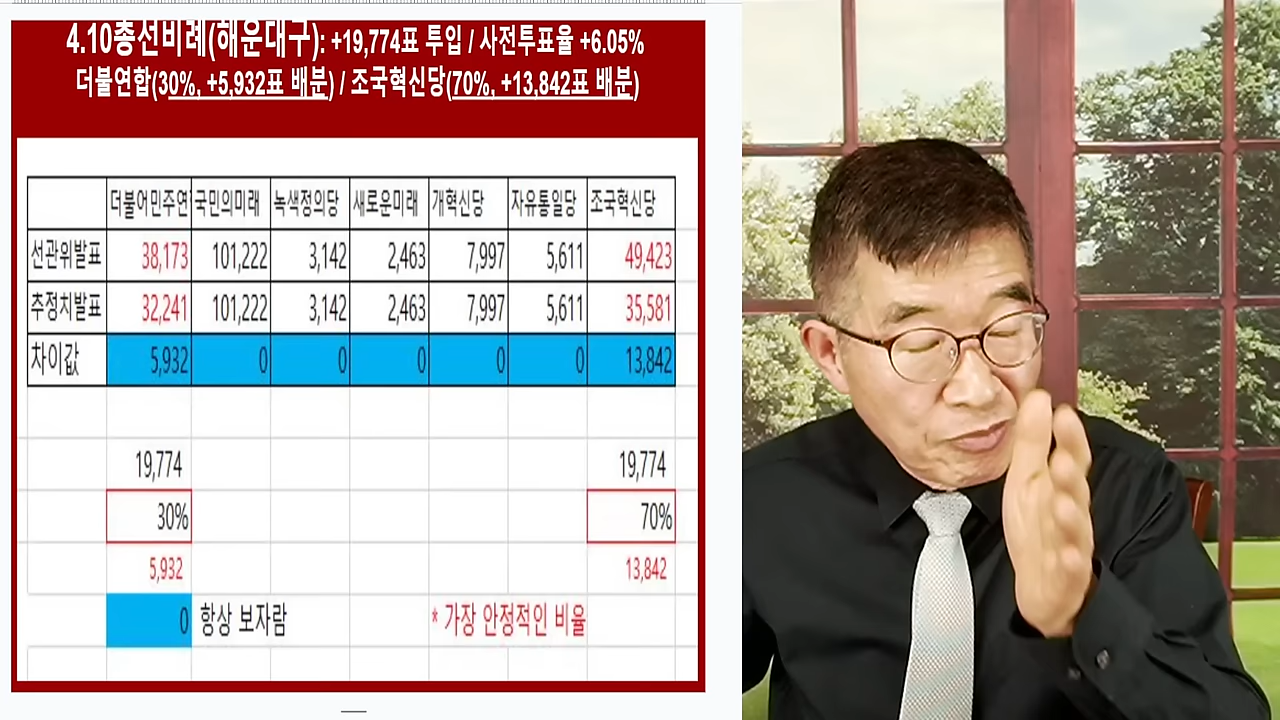 4.10총선비례(해운대구): +19,774표 투입 / 사전투표율 +6.05%
더불연합(30%, +5,932표 배분) / 조국혁신당(70%, +13,842표 배분)
더불어민주연 국민의미래 녹색정의당 새로운미래 개혁신당 자유통일당 조국혁신당
선관위발표 38,173 101,222 3,142 2,463 7,997 5,611 49,423
추정치발표 32,241 101,222 3,142 2,463 7,997 5,611 35,581
차이값 5,932 0 0 0 0 0 13,842
19,774 19,774
30% 70%
5,932 13,842
0 항상 보자람 * 가장 안정적인 비율